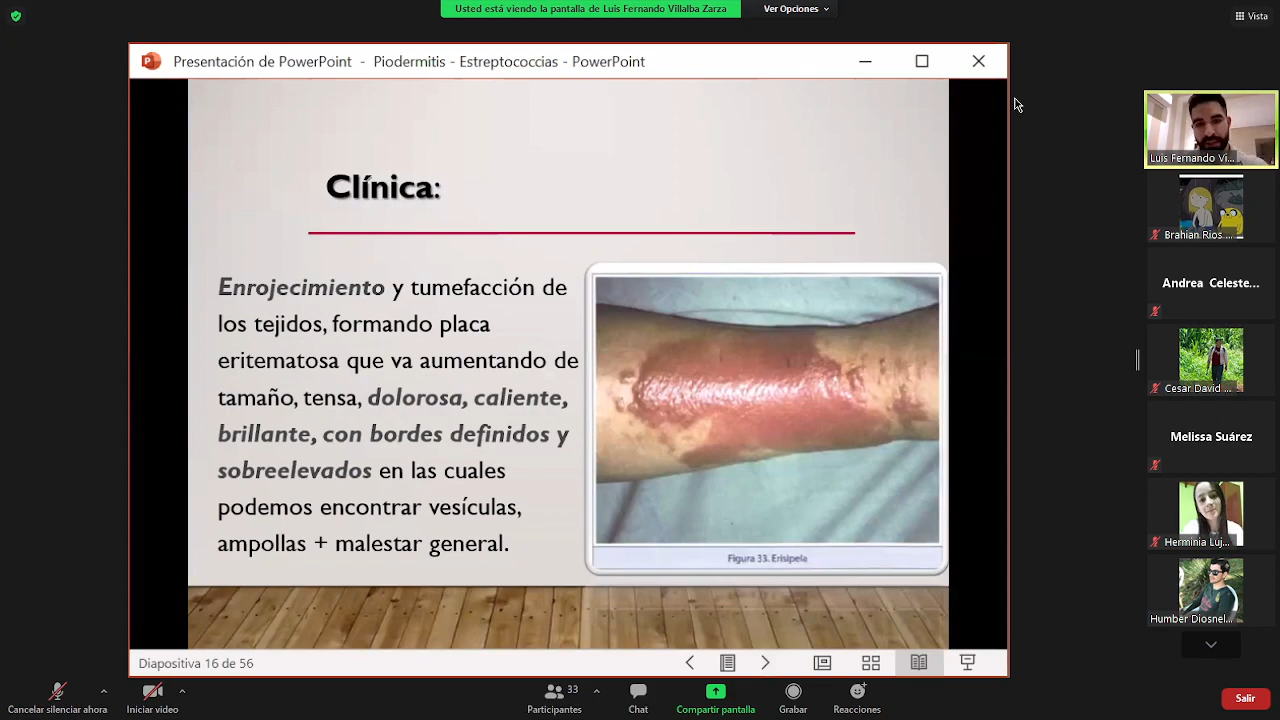 Usted está viendo la pantalla de Luis Fernando Villalba Zarza
Ver Opciones
Vista
Presentación de PowerPoint - Piodermitis - Estreptococcias - PowerPoint
Clínica:
Enrojecimiento y tumefacción de
los tejidos, formando placa
eritematosa que va aumentando de
tamaño, tensa, dolorosa, caliente,
brillante, con bordes definidos y
sobreelevados en las cuales
podemos encontrar vesículas,
ampollas + malestar general.
Figura 33. Erisipela
Diapositiva 16 de 56
Luis Fernando Vi...
Brahian Rios ...
Andrea Celeste...
Cesar David ...
Melissa Suárez
Herminia Luj...
Humber Diosnel...
Cancelar silenciar ahora
Iniciar video
33
Participantes
Chat
Compartir pantalla
Grabar
Reacciones
Salir